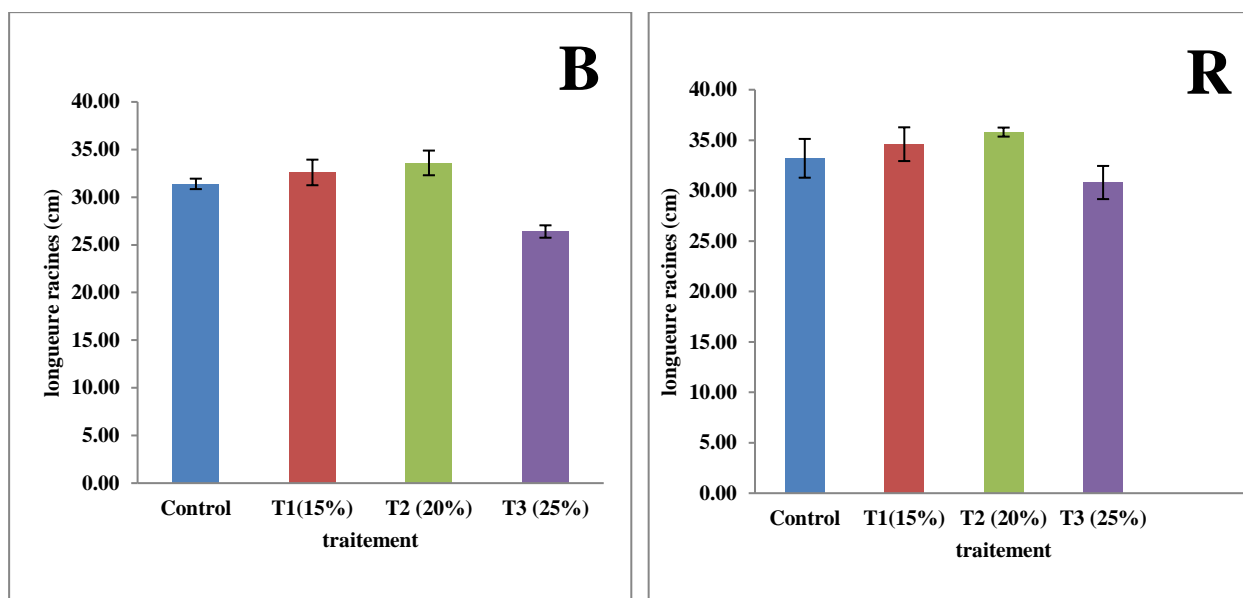 B
40.00
35.00
30.00
25.00
20.00
15.00
10.00
5.00
0.00
longueure racines (cm)
Control T1(15%) T2 (20%) T3 (25%)
traitement
R
40.00
35.00
30.00
25.00
20.00
15.00
10.00
5.00
0.00
longueure racines (cm)
Control T1(15%) T2 (20%) T3 (25%)
traitement